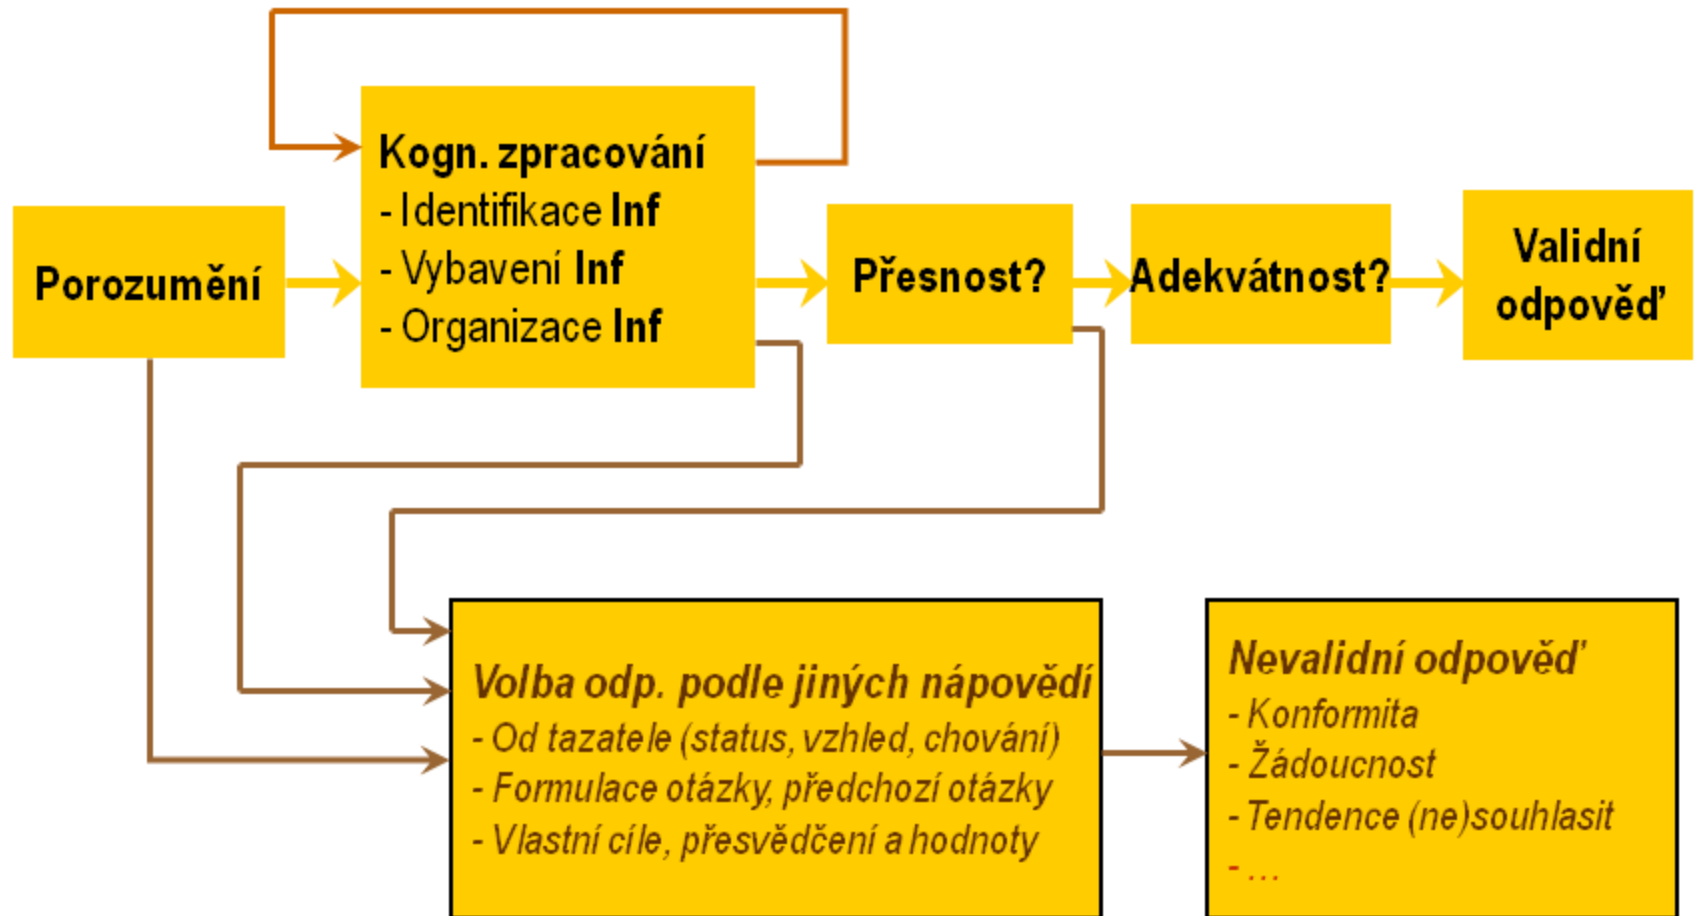 Porozumění
Kogn. zpracování
- Identifikace Inf
- Vybavení Inf
- Organizace Inf
Přesnost?
Adekvátnost?
Validní
odpověď
Volba odp. podle jiných nápovědí
- Od tazatele (status, vzhled, chování)
- Formulace otázky, předchozí otázky
- Vlastní cíle, přesvědčení a hodnoty
Nevalidní odpověď
- Konformita
- Žádoucnost
- Tendence (ne)souhlasit
- ...